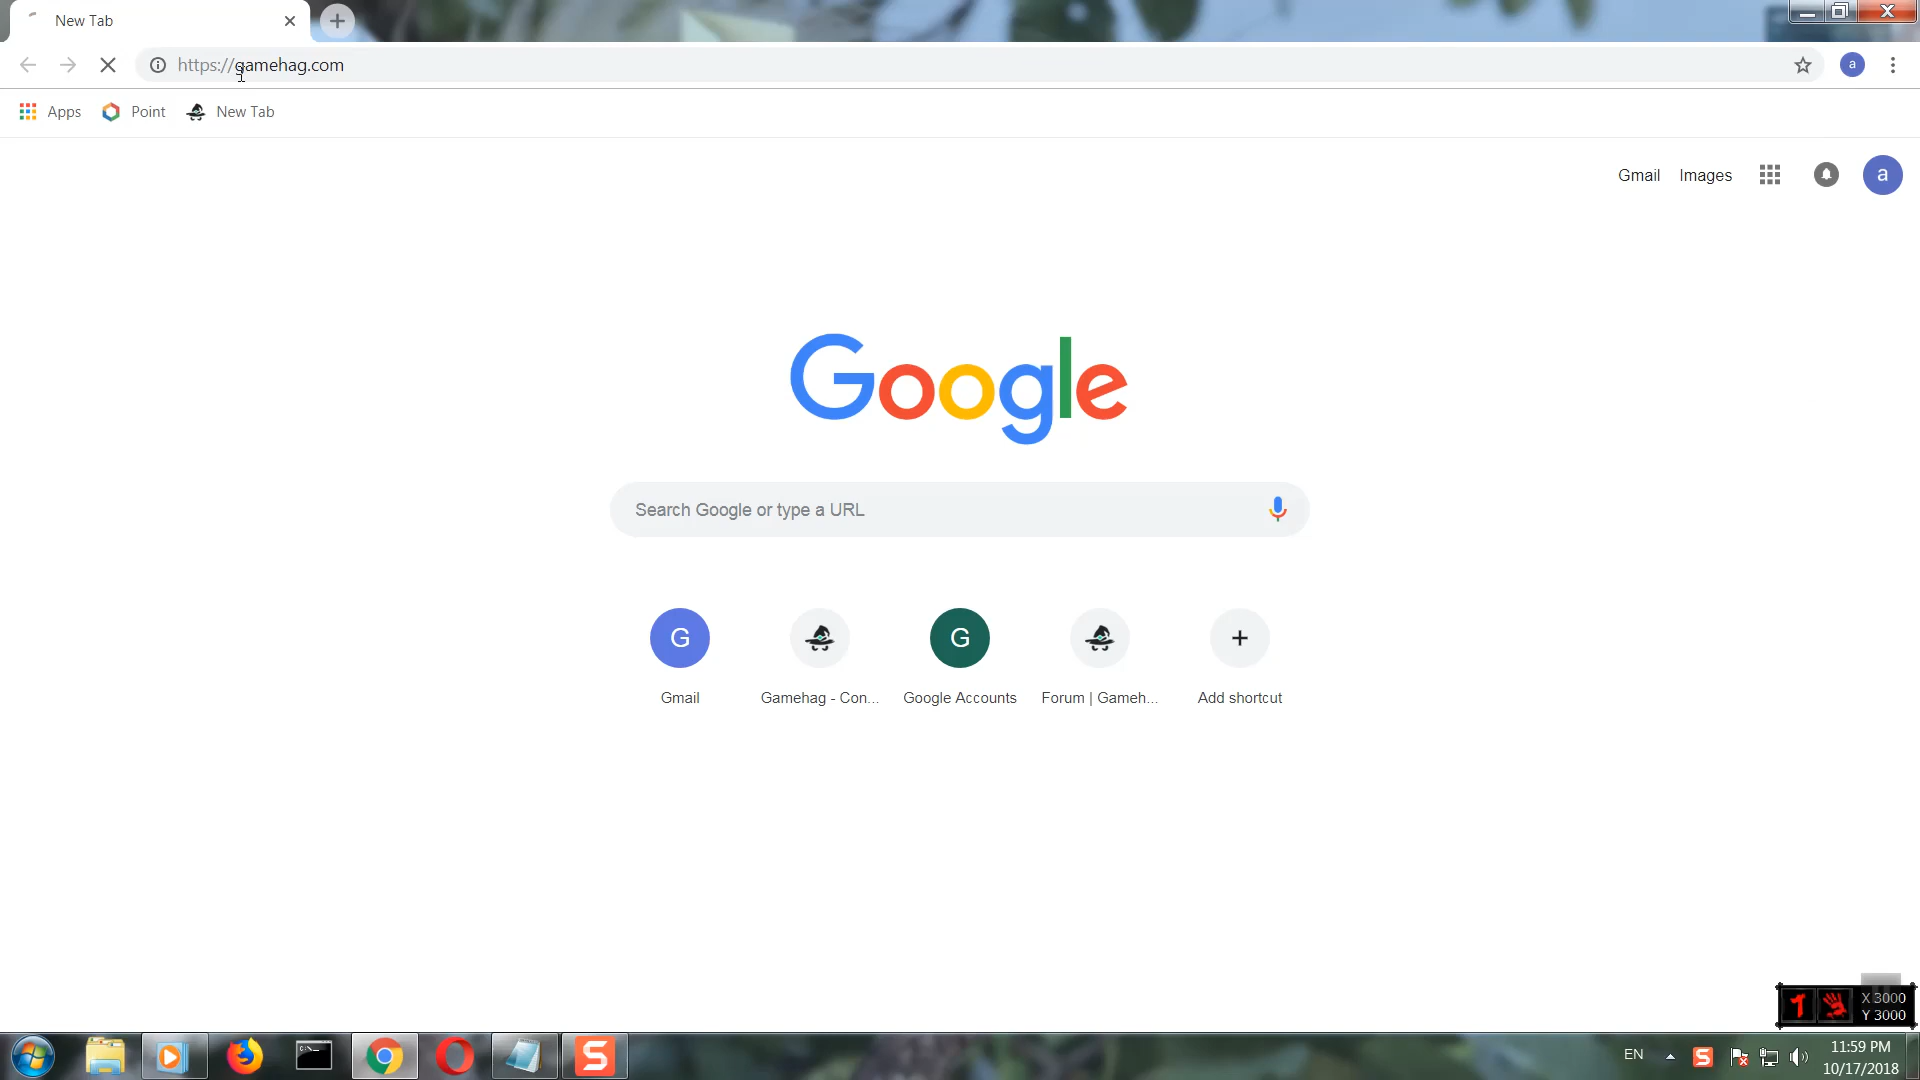 New Tab
https://gamehag.com
a
Apps
Point
New Tab
Gmail
Images
a
Google
Search Google or type a URL
G
G
Gmail
Gamehag - Con...
Google Accounts
Forum | Gameh...
Add shortcut
X 3000
Y 3000
S
EN
S
11:59 PM
10/17/2018